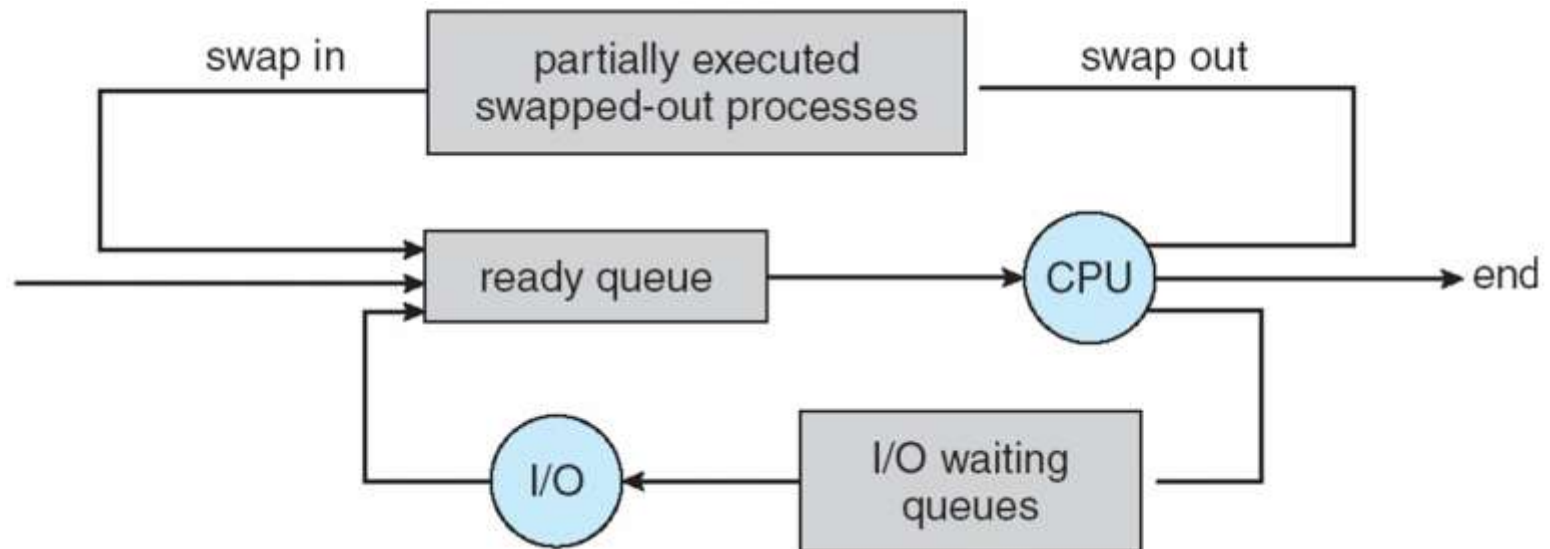 swap in
partially executed
swapped-out processes
swap out
ready queue
CPU
end
I/O
I/O waiting
queues